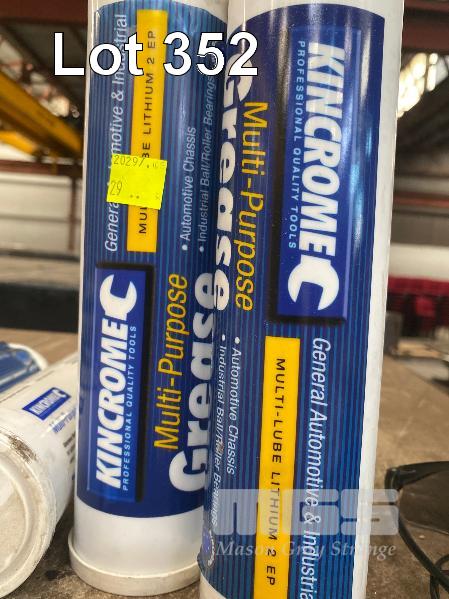 Lot 352
General Automotive & Industrial
MULTI-LUBE LITHIUM 2 EP
• Automotive Chassis
• Industrial Ball/Roller Bearings
KINCROME
PROFESSIONAL QUALITY TOOLS
Multi-Purpose
Grease
Multi-Purpose
Grease
• Automotive Chassis
• Industrial Ball/Roller Bearings
KINCROME
PROFESSIONAL QUALITY TOOLS
General Automotive & Industrial
MULTI-LUBE LITHIUM 2 EP
KINCROME
MGS
Mason Gray Strange